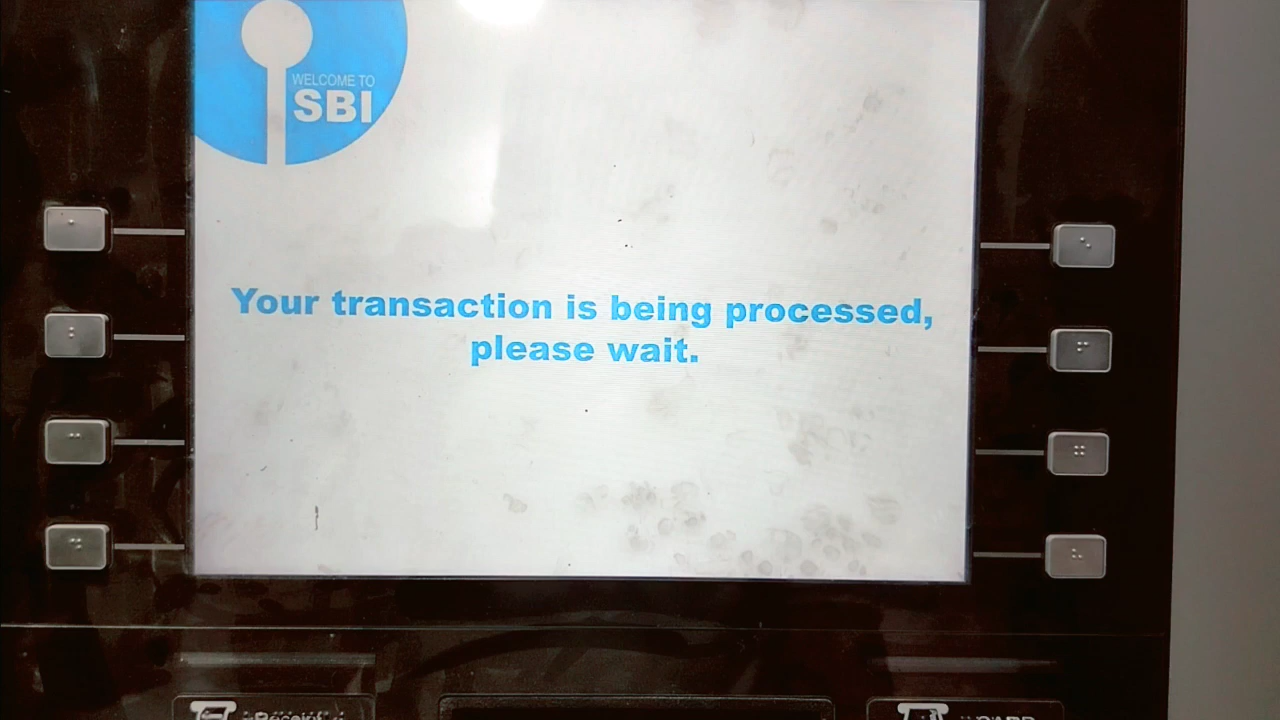 WELCOME TO
SBI
Your transaction is being processed,
please wait.